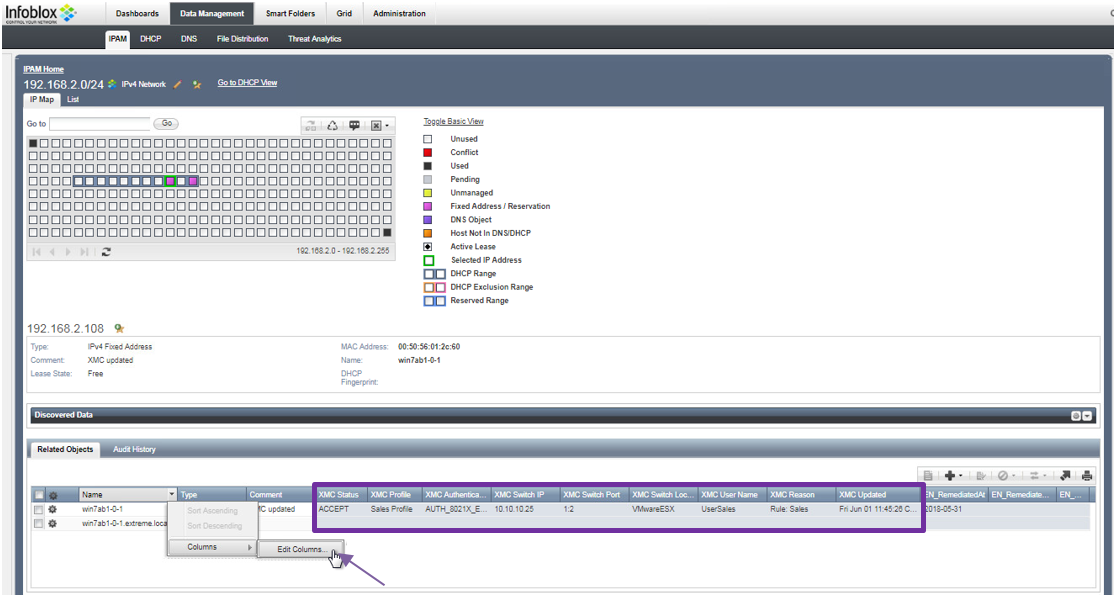 Infoblox
CONTROL YOUR NETWORK
Dashboards Data Management Smart Folders Grid Administration
IPAM DHCP DNS File Distribution Threat Analytics
IPAM Home
192.168.2.0/24 IPv4 Network Go to DHCP View
IP Map List
Go to Go
Toggle Basic View
Unused
Conflict
Used
Pending
Unmanaged
Fixed Address / Reservation
DNS Object
Host Not In DNS/DHCP
Active Lease
Selected IP Address
DHCP Range
DHCP Exclusion Range
Reserved Range
192.168.2.0 - 192.168.2.255
192.168.2.108
Type: IPv4 Fixed Address MAC Address: 00:50:56:01:2c:60
Comment: XMC updated Name: win7ab1-0-1
Lease State: Free DHCP
Fingerprint:
Discovered Data
Related Objects Audit History
Name Type Comment XMC Status XMC Profile XMC Authentica... XMC Switch IP XMC Switch Port XMC Switch Loc... XMC User Name XMC Reason XMC Updated EN_RemediatedAt EN_Remediate... EN_...
win7ab1-0-1 Sort Ascending MC updated ACCEPT Sales Profile AUTH_8021X_E... 10.10.10.25 1:2 VMwareESX UserSales Rule: Sales Fri Jun 01 11:45:26 C... 2018-05-31
win7ab1-0-1.extreme.loca Sort Descending
Columns Edit Columns...